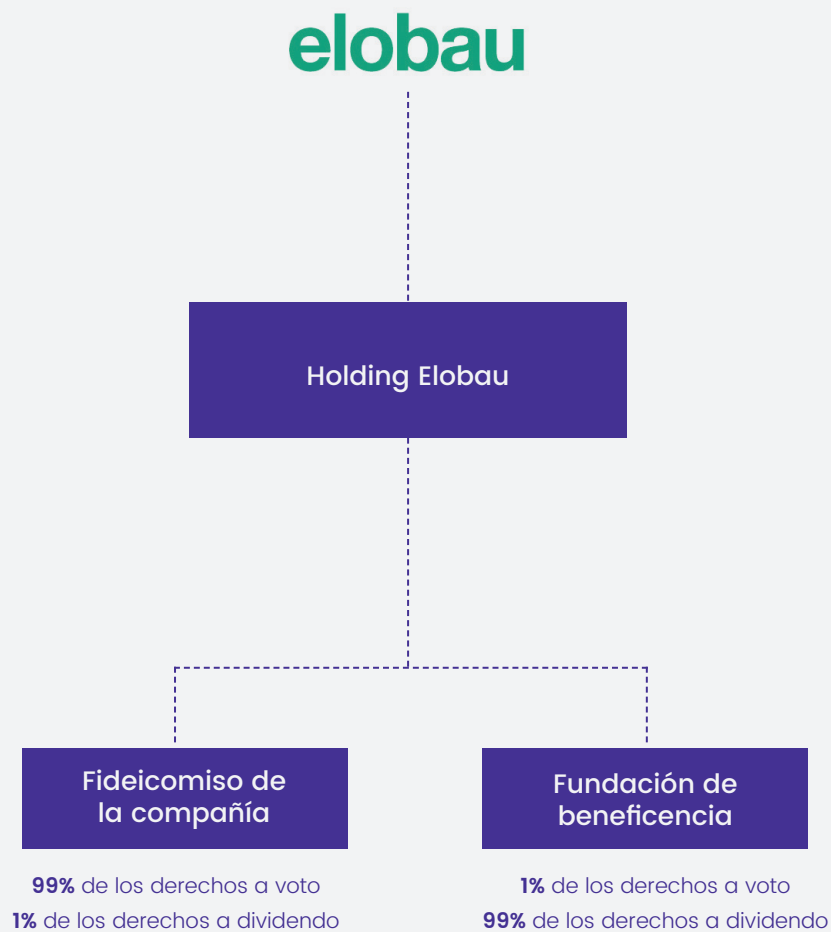 elobau
Holding Elobau
Fideicomiso de
la compañía
99% de los derechos a voto
1% de los derechos a dividendo
Fundación de
beneficencia
1% de los derechos a voto
99% de los derechos a dividendo